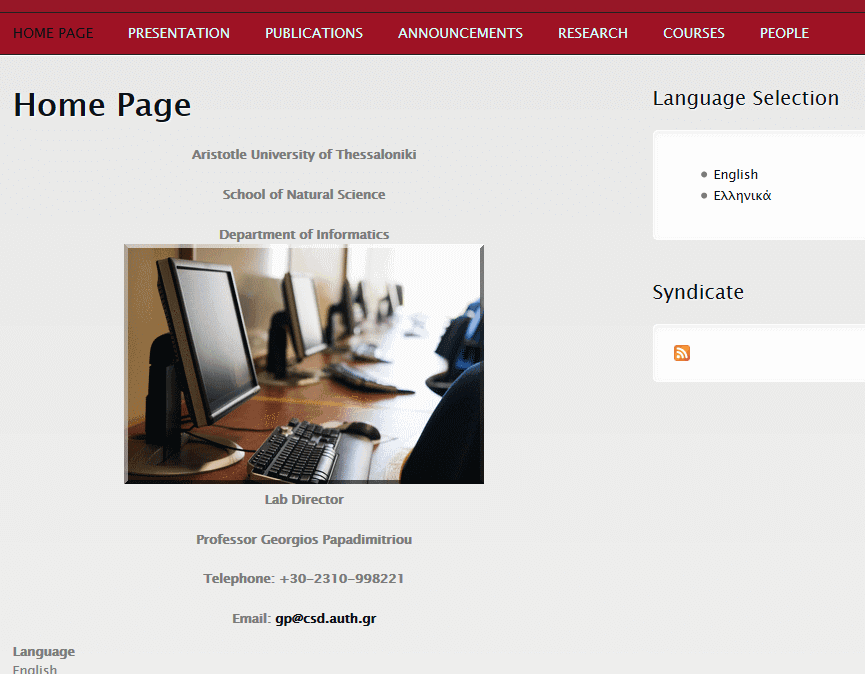 HOME PAGE PRESENTATION PUBLICATIONS ANNOUNCEMENTS RESEARCH COURSES PEOPLE
Home Page
Aristotle University of Thessaloniki
School of Natural Science
Department of Informatics
Lab Director
Professor Georgios Papadimitriou
Telephone: +30-2310-998221
Email: gp@csd.auth.gr
Language
English
Language Selection
English
Ελληνικά
Syndicate